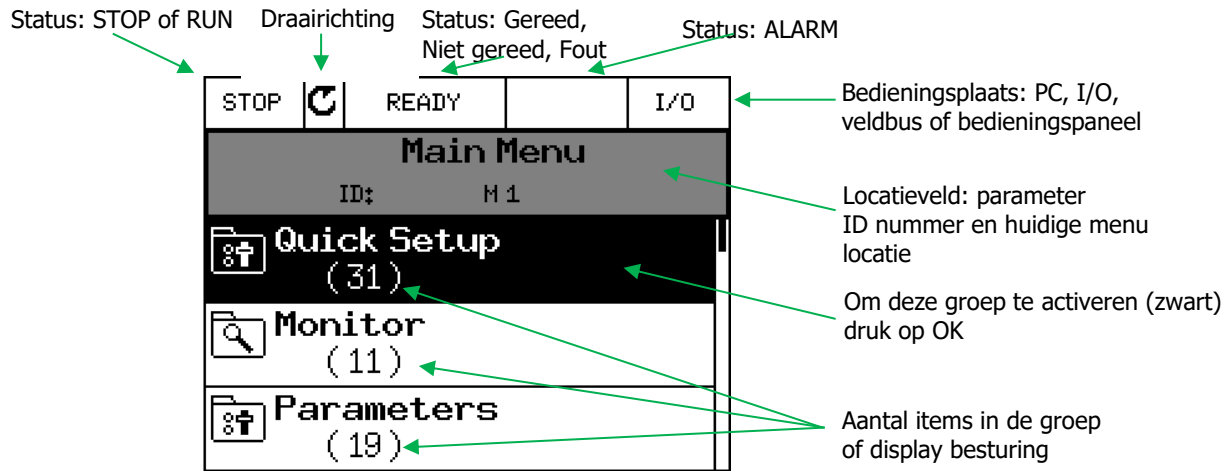 Status: STOP of RUN
Draairichting
Status: Gereed,
Niet gereed, Fout
Status: ALARM
STOP
READY
I/O
Bedieningsplaats: PC, I/O,
veldbus of bedieningspaneel
Main Menu
ID: M1
Locatieveld: parameter
ID nummer en huidige menu
locatie
Quick Setup
(31)
Om deze groep te activeren (zwart)
druk op OK
Monitor
(11)
Parameters
(19)
Aantal items in de groep
of display besturing